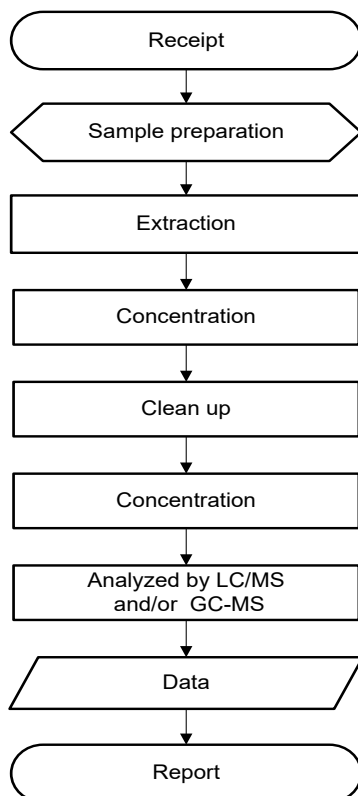 Receipt
Sample preparation
Extraction
Concentration
Clean up
Concentration
Analyzed by LC/MS
and/or GC-MS
Data
Report